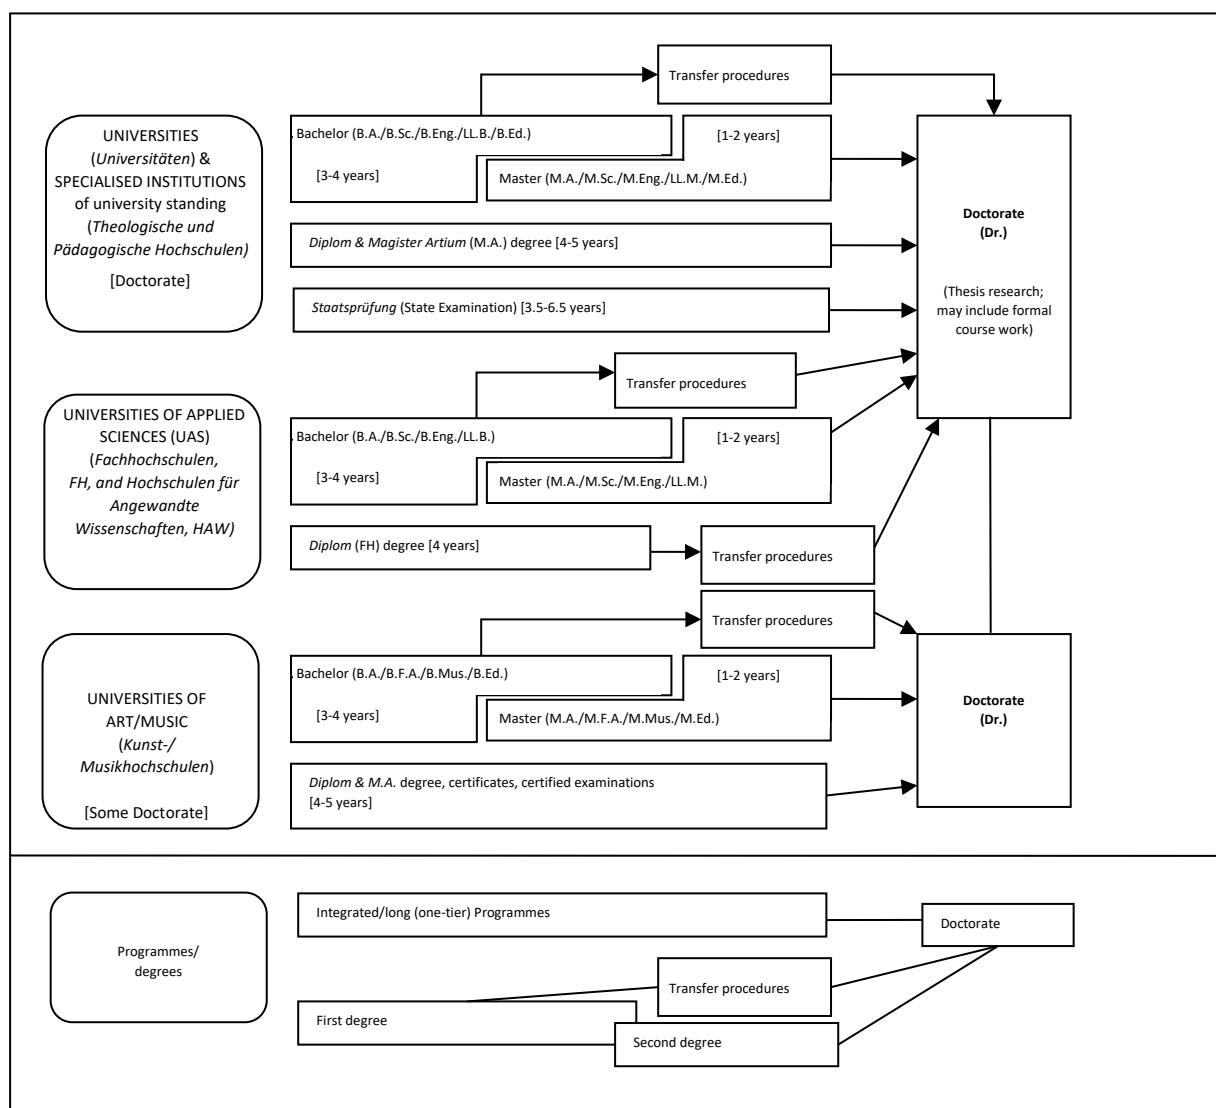 Transfer procedures
UNIVERSITIES
(Universitäten) &
SPECIALISED INSTITUTIONS
of university standing
(Theologische und
Pädagogische Hochschulen)
[Doctorate]
Bachelor (B.A./B.Sc./B.Eng./LL.B./B.Ed.)
[3-4 years]
[1-2 years]
Master (M.A./M.Sc./M.Eng./LL.M./M.Ed.)
Diplom & Magister Artium (M.A.) degree [4-5 years]
Staatsprüfung (State Examination) [3.5-6.5 years]
Doctorate
(Dr.)
(Thesis research;
may include formal
course work)
Transfer procedures
UNIVERSITIES OF APPLIED
SCIENCES (UAS)
(Fachhochschulen,
FH, and Hochschulen für
Angewandte
Wissenschaften, HAW)
Bachelor (B.A./B.Sc./B.Eng./LL.B.)
[3-4 years]
[1-2 years]
Master (M.A./M.Sc./M.Eng./LL.M.)
Diplom (FH) degree [4 years]
Transfer procedures
Transfer procedures
UNIVERSITIES OF
ART/MUSIC
(Kunst-/
Musikhochschulen)
[Some Doctorate]
Bachelor (B.A./B.F.A./B.Mus./B.Ed.)
[3-4 years]
[1-2 years]
Master (M.A./M.F.A./M.Mus./M.Ed.)
Diplom & M.A. degree, certificates, certified examinations
[4-5 years]
Doctorate
(Dr.)
Programmes/
degrees
Integrated/long (one-tier) Programmes
Doctorate
Transfer procedures
First degree
Second degree